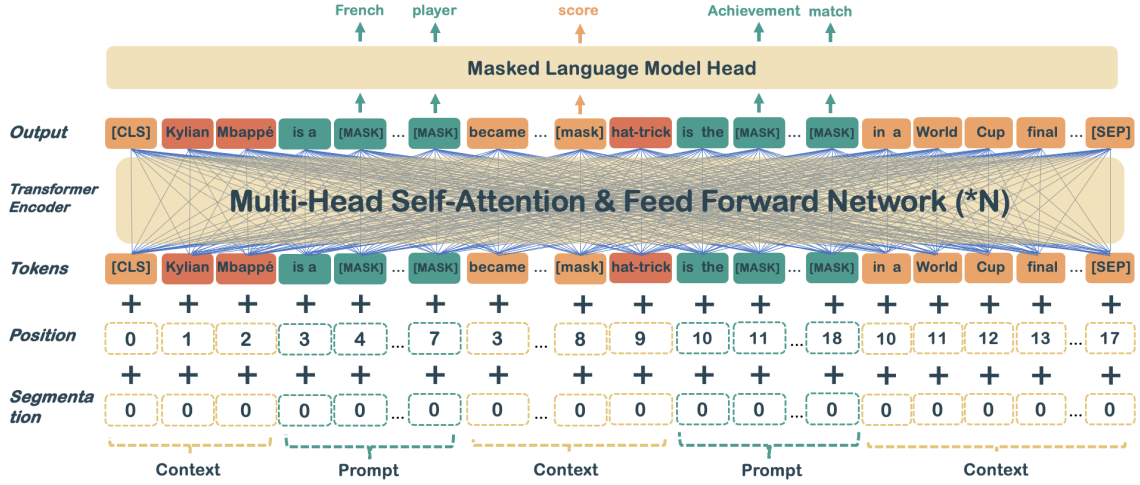 French player score Achievement match
Masked Language Model Head
Output [CLS] Kylian Mbappé is a [MASK] ... [MASK] became ... [mask] hat-trick is the [MASK] ... [MASK] in a World Cup final ... [SEP]
Transformer
Encoder
Multi-Head Self-Attention & Feed Forward Network (*N)
Tokens [CLS] Kylian Mbappé is a [MASK] ... [MASK] became ... [mask] hat-trick is the [MASK] ... [MASK] in a World Cup final ... [SEP]
+ + + + + + + + + + + + + + + + +
Position 0 1 2 3 4 ... 7 3 ... 8 9 10 11 ... 18 10 11 12 13 ... 17
+ + + + + + + + + + + + + + + + +
Segmenta
tion
0 0 0 0 0 ... 0 0 ... 0 0 0 0 ... 0 0 0 0 0 ... 0
Context Prompt Context Prompt Context